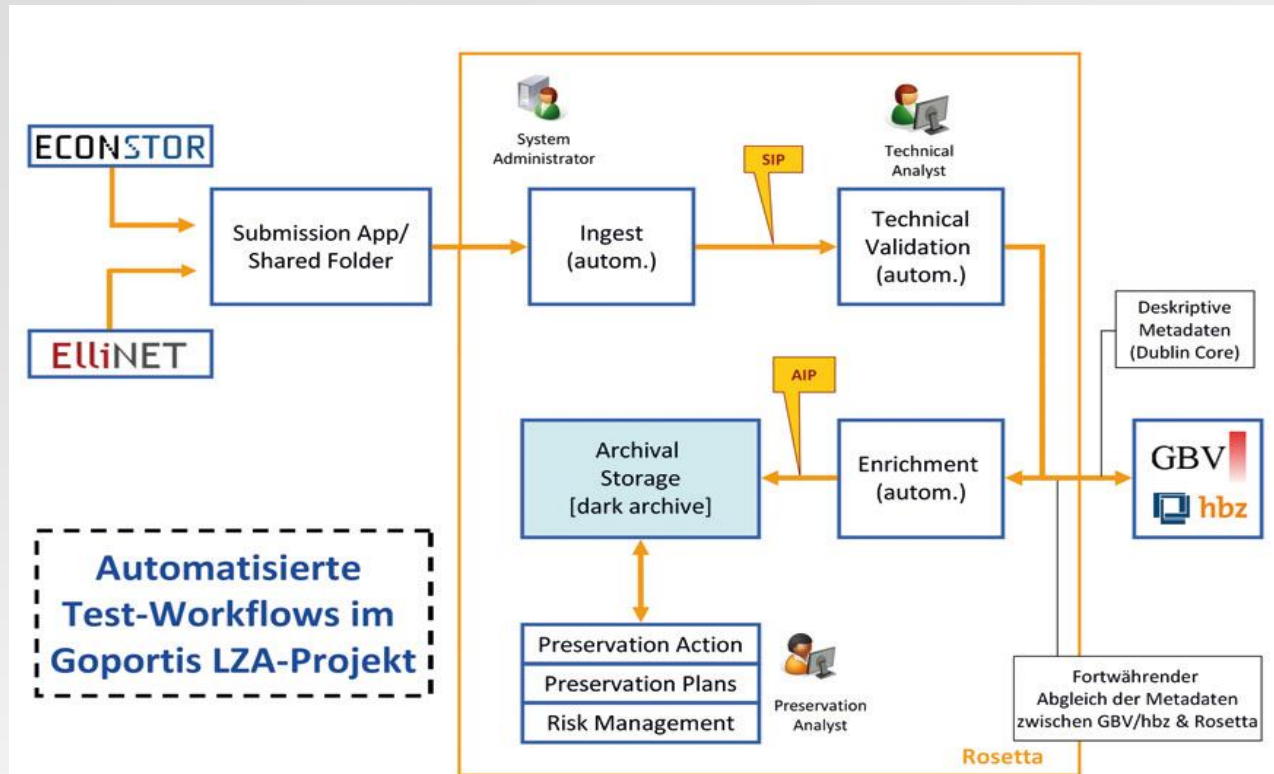 ECONSTOR
ElliNET
Submission App/
Shared Folder
System
Administrator
Ingest
(autom.)
SIP
Technical
Analyst
Technical
Validation
(autom.)
Deskriptive
Metadaten
(Dublin Core)
GBV
hbz
Enrichment
(autom.)
AIP
Archival
Storage
[dark archive]
Preservation Action
Preservation Plans
Risk Management
Preservation
Analyst
Fortwährender
Abgleich der Metadaten
zwischen GBV/hbz & Rosetta
Rosetta
Automatisierte
Test-Workflows im
Goportis LZA-Projekt